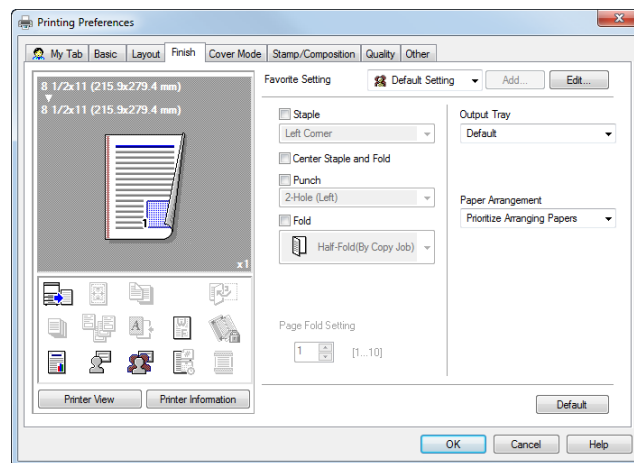 Printing Preferences
My Tab Basic Layout Finish Cover Mode Stamp/Composition Quality Other
8 1/2x11 (215.9x279.4 mm)
8 1/2x11 (215.9x279.4 mm)
1
x1
Printer View Printer Information
Favorite Setting Default Setting Add... Edit...
Staple
Left Corner
Center Staple and Fold
Punch
2-Hole (Left)
Fold
Half-Fold(By Copy Job)
Page Fold Setting
1 [1...10]
Output Tray
Default
Paper Arrangement
Prioritize Arranging Papers
Default
OK Cancel Help